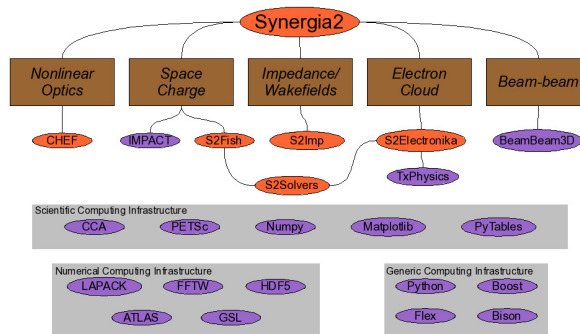 Synergia2
Nonlinear
Optics
Space
Charge
Impedance/
Wakefields
Electron
Cloud
Beam-beam
CHEF
IMPACT
S2Fish
S2Imp
S2Electronika
BeamBeam3D
TxPhysics
S2Solvers
Scientific Computing Infrastructure
CCA
PETSc
Numpy
Matplotlib
PyTables
Numerical Computing Infrastructure
LAPACK
FFTW
HDF5
ATLAS
GSL
Generic Computing Infrastructure
Python
Boost
Flex
Bison